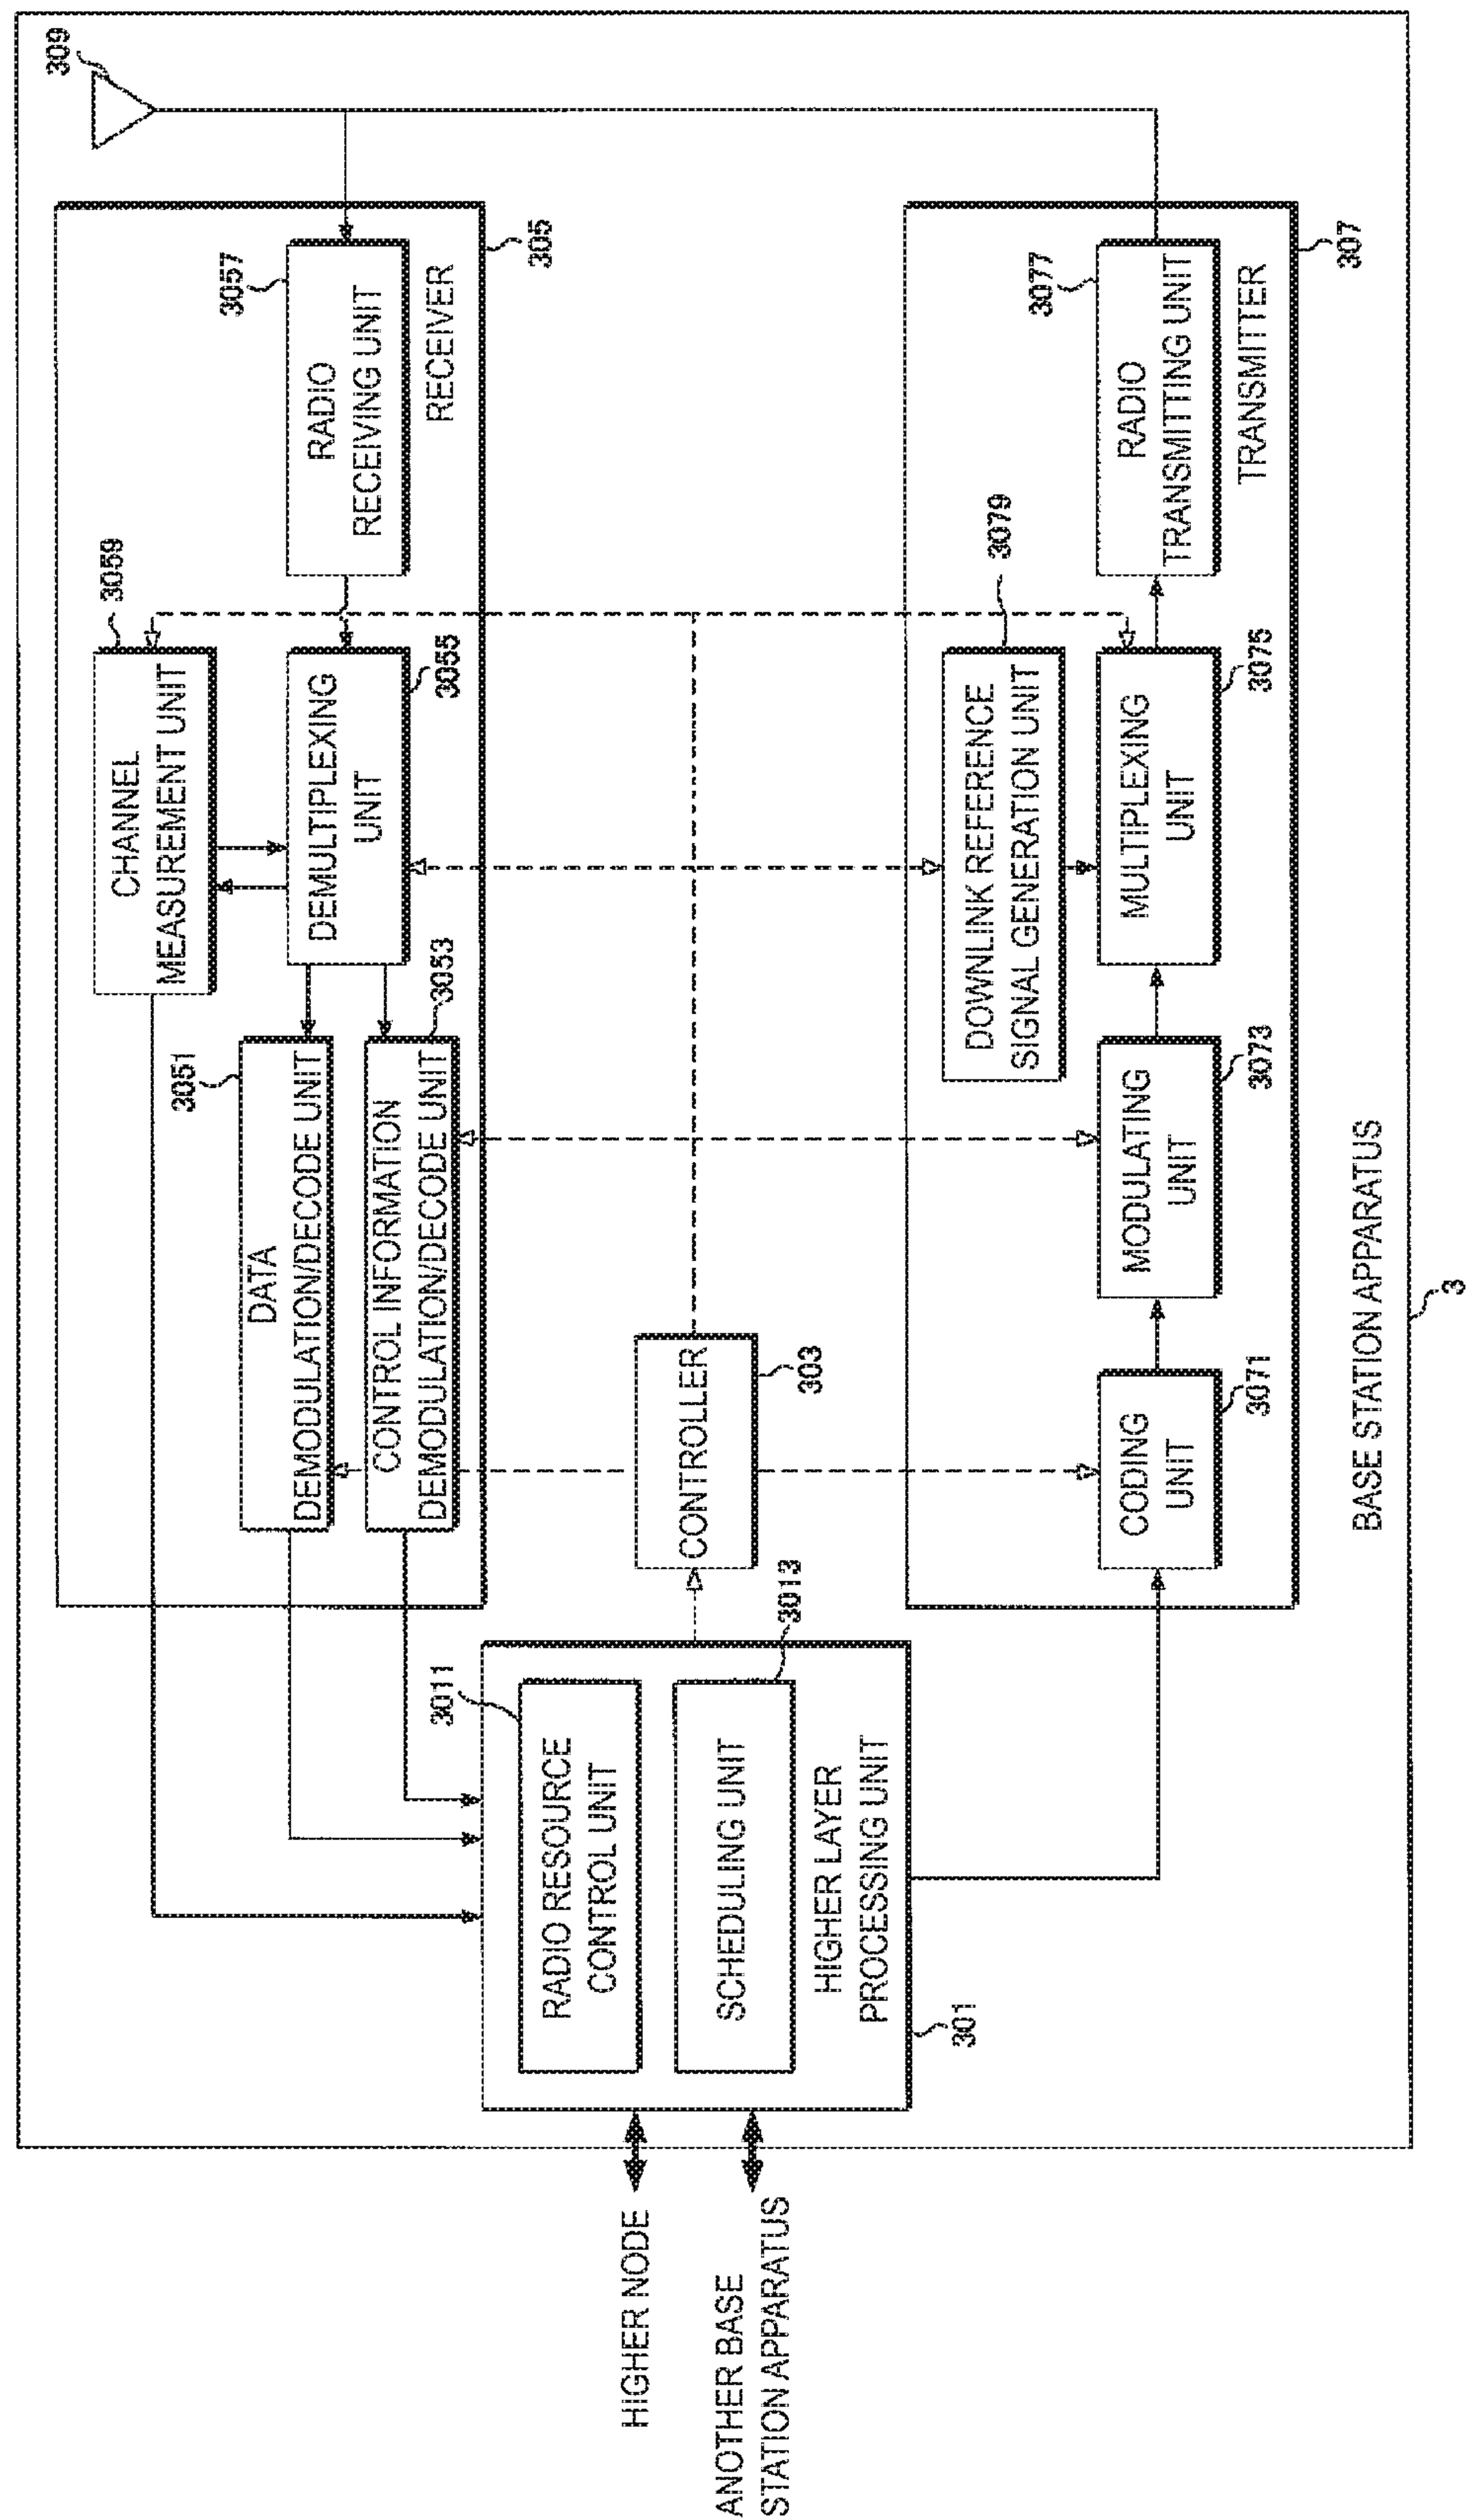 309
3059
CHANNEL
MEASUREMENT UNIT
3057
RADIO
RECEIVING UNIT
3051
DATA
DEMODULATION/DECODE UNIT
DEMULTIPLEXING
UNIT
3055
CONTROL INFORMATION
DEMODULATION/DECODE UNIT
3053
RECEIVER
305
3011
RADIO RESOURCE
CONTROL UNIT
HIGHER NODE
CONTROLLER
303
SCHEDULING UNIT
3013
ANOTHER BASE
STATION APPARATUS
HIGHER LAYER
PROCESSING UNIT
301
3079
DOWNLINK REFERENCE
SIGNAL GENERATION UNIT
3077
CODING
UNIT
3071
MODULATING
UNIT
3073
MULTIPLEXING
UNIT
3075
RADIO
TRANSMITTING UNIT
TRANSMITTER
307
BASE STATION APPARATUS
3